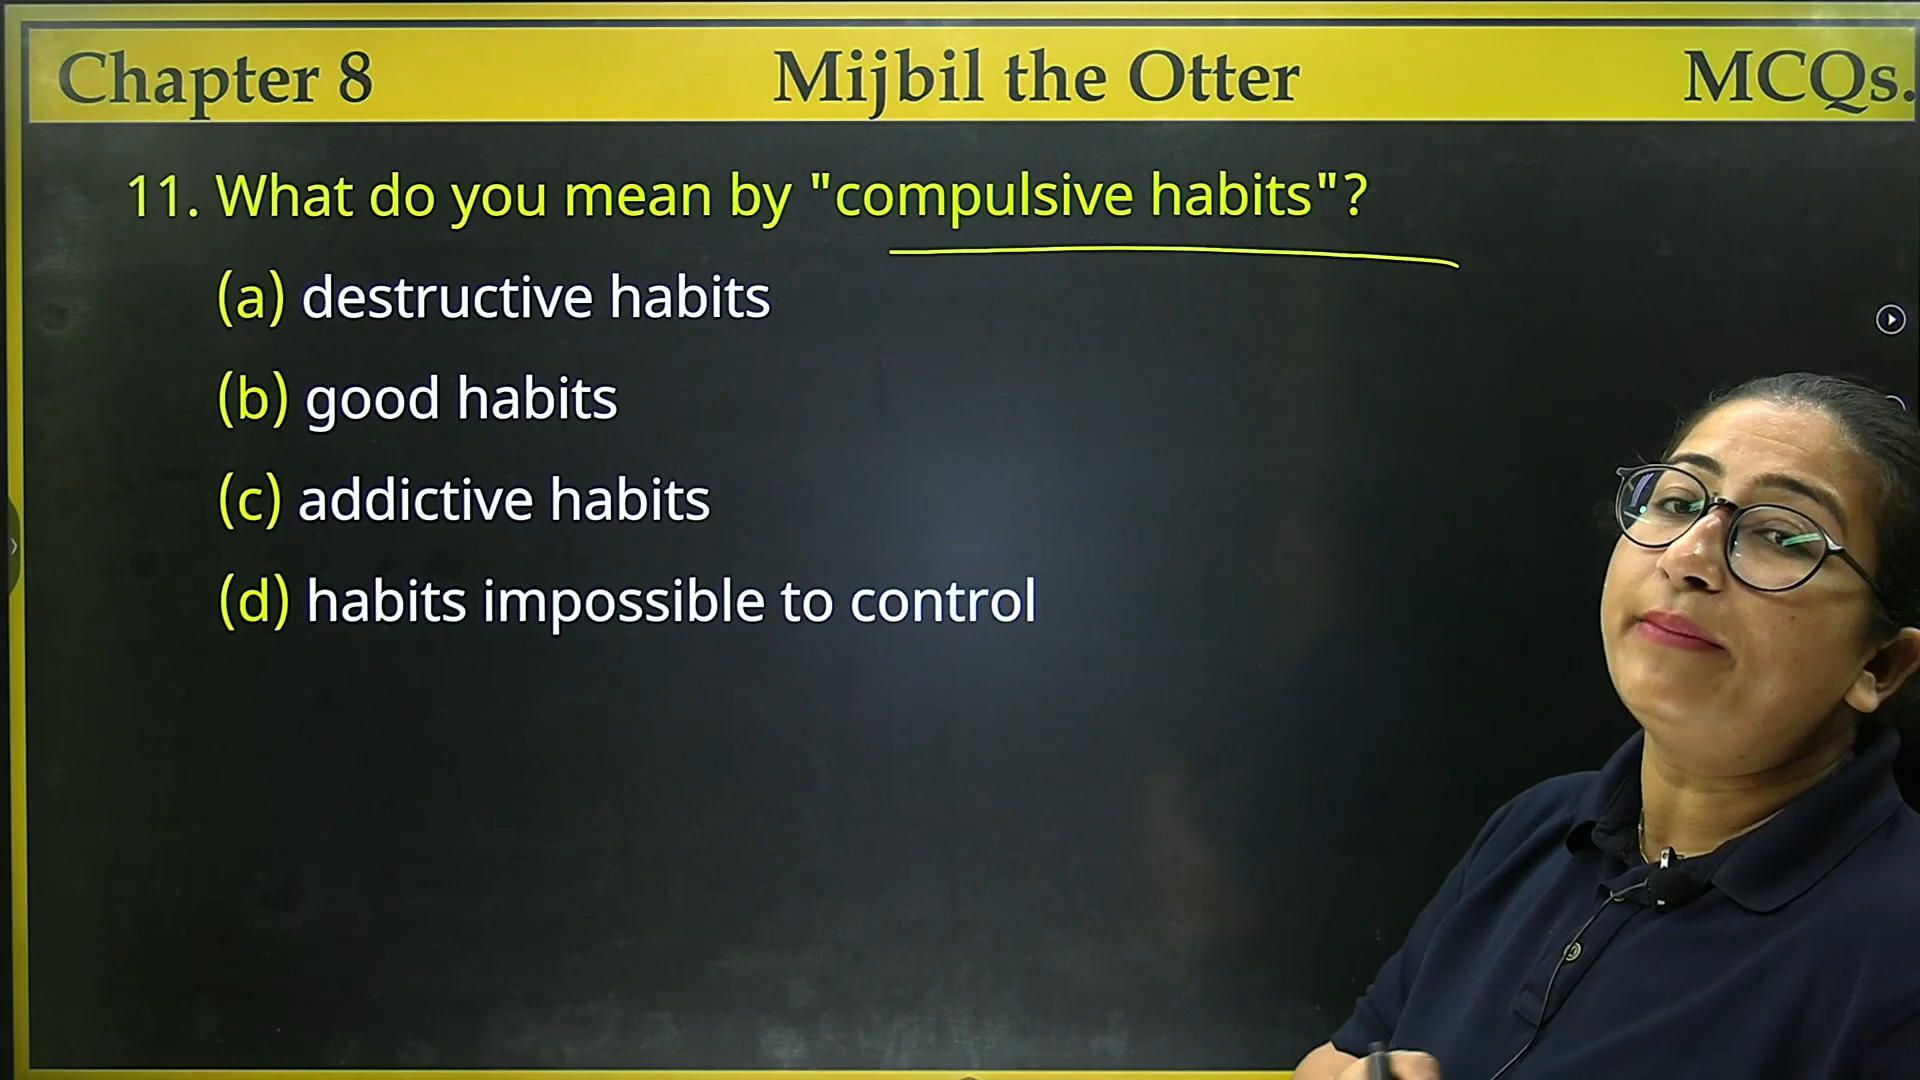 Chapter 8 Mijbil the Otter MCQs.
11. What do you mean by "compulsive habits"?
(a) destructive habits
(b) good habits
(c) addictive habits
(d) habits impossible to control